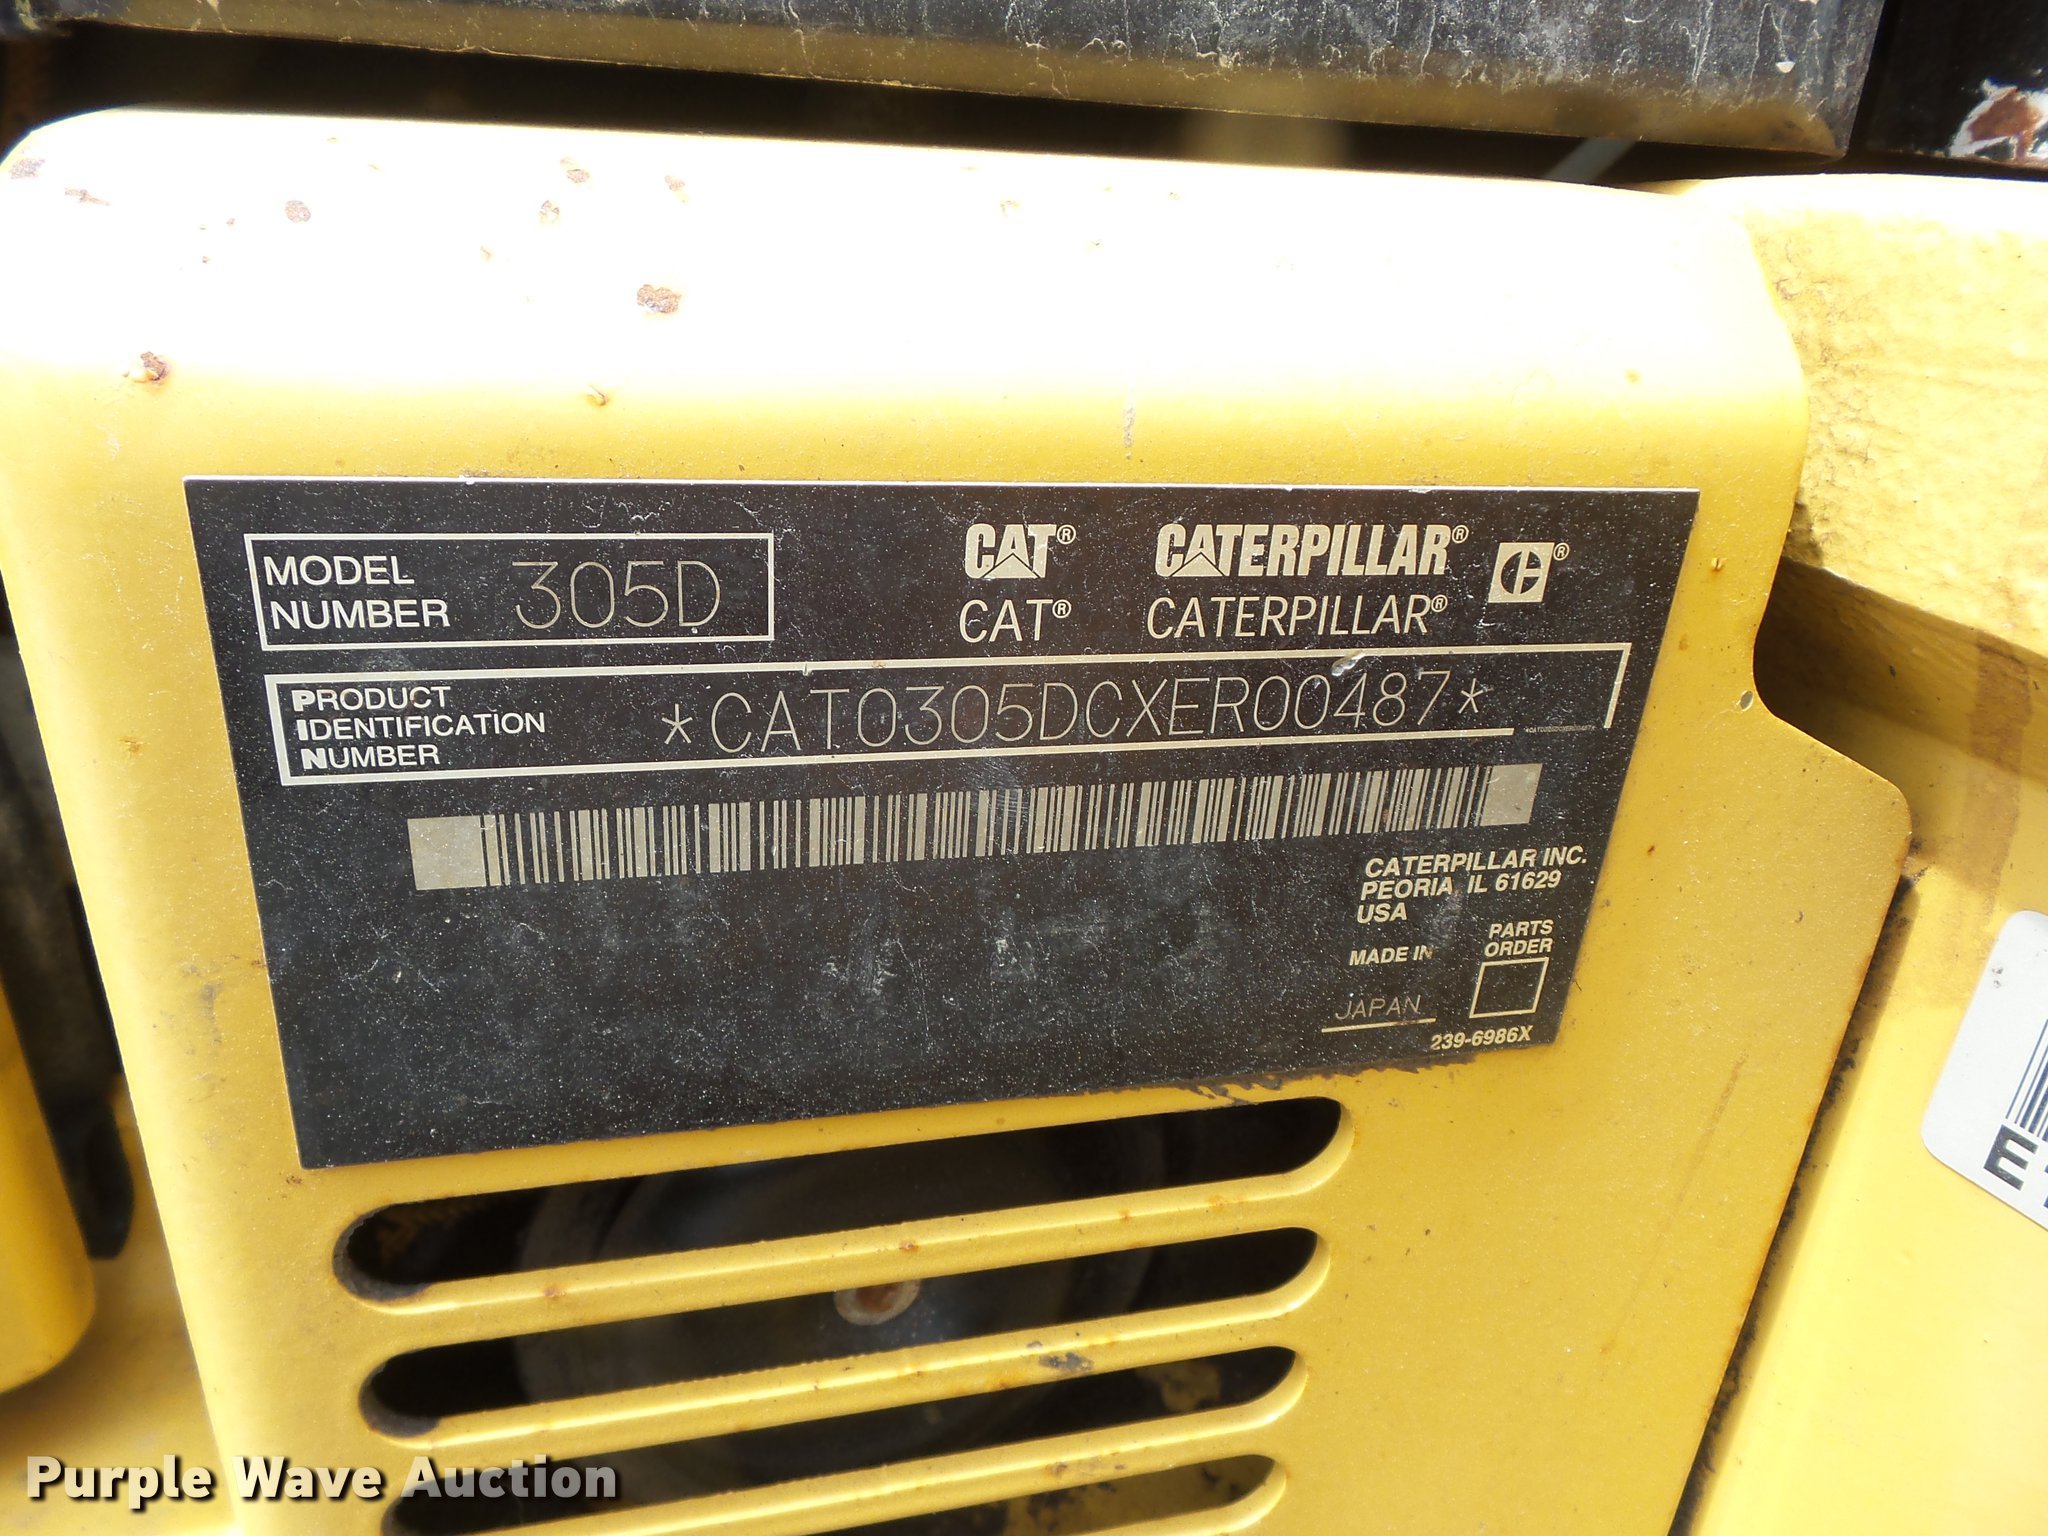 MODEL NUMBER 305D
CAT® CATERPILLAR® C®
CAT® CATERPILLAR®
PRODUCT
IDENTIFICATION
NUMBER
*CAT0305DCXER00487*
CATERPILLAR INC.
PEORIA, IL 61629
USA
MADE IN
JAPAN
PARTS
ORDER
239-6986X
E
Purple Wave Auction